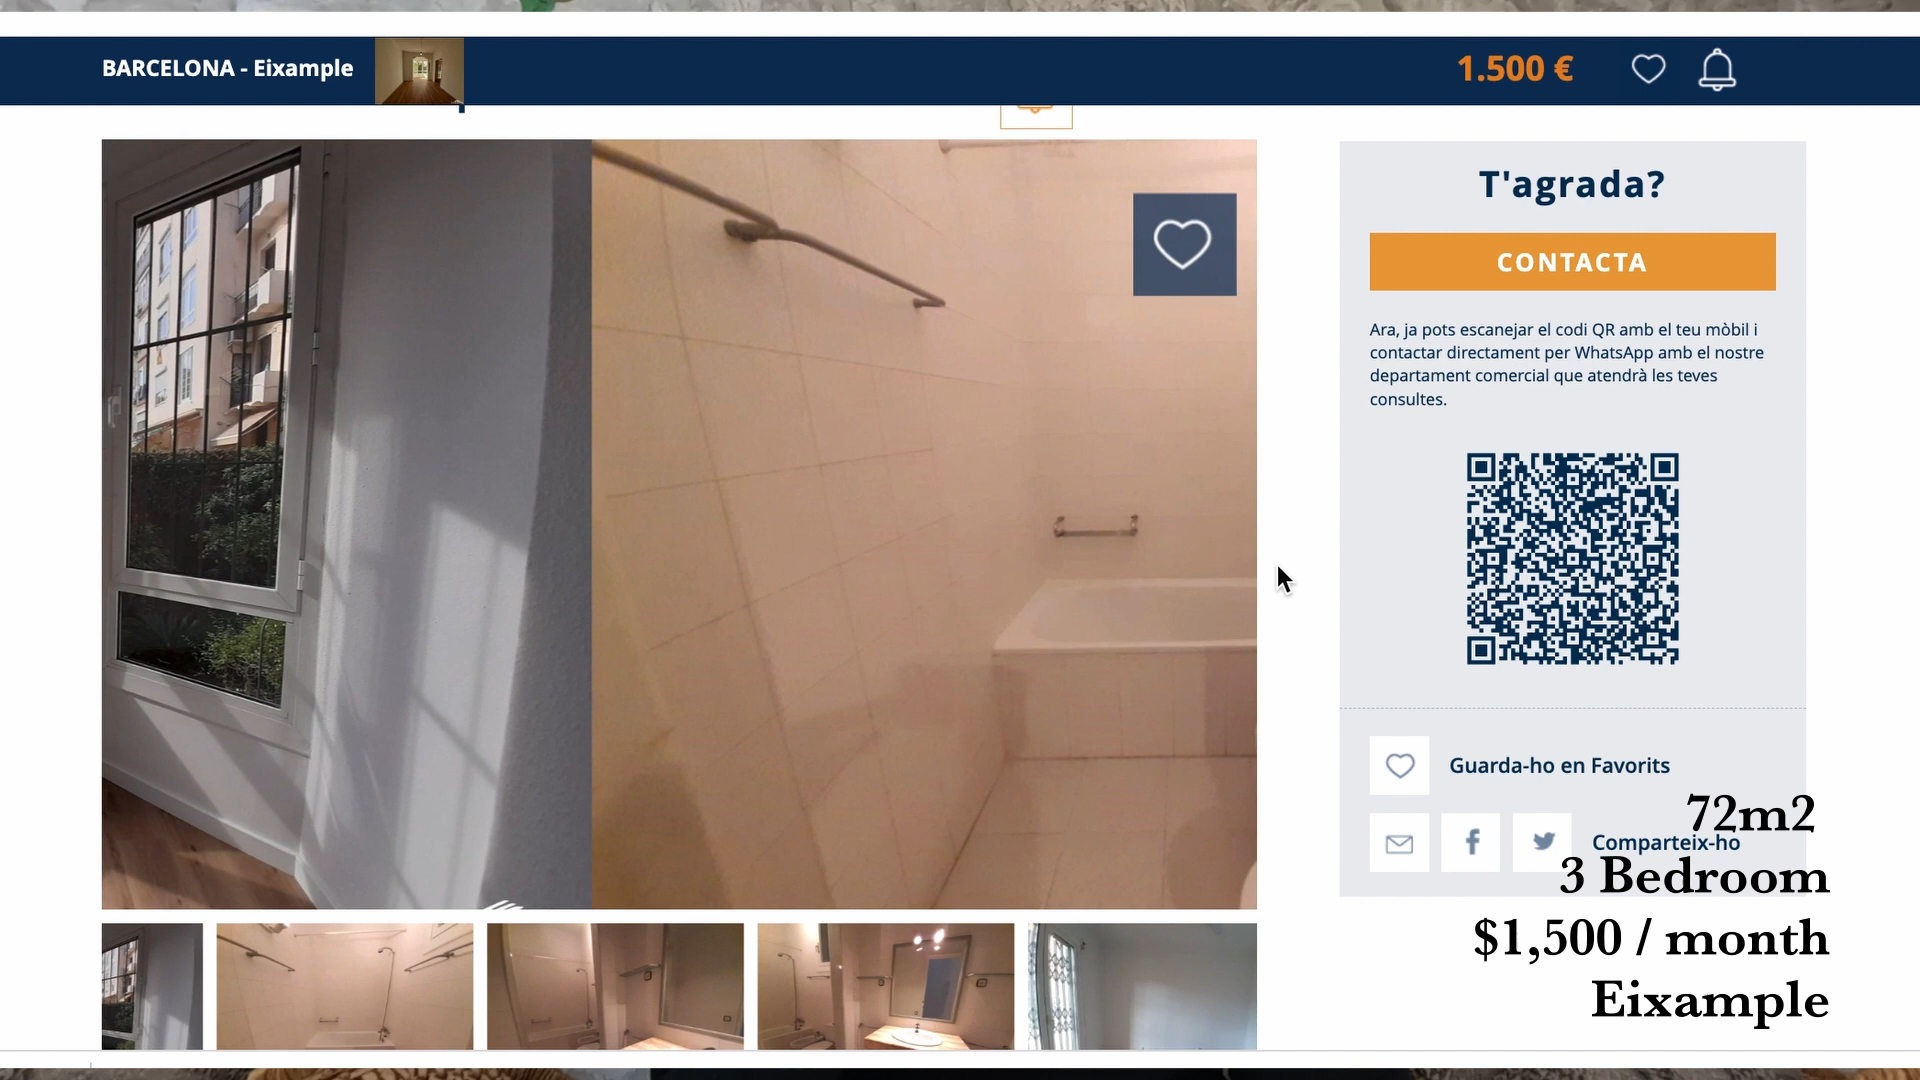 BARCELONA - Eixample
1.500 €
T'agrada?
CONTACTA
Ara, ja pots escanejar el codi QR amb el teu mòbil i
contactar directament per WhatsApp amb el nostre
departament comercial que atendrà les teves
consultes.
Guarda-ho en Favorits
Comparteix-ho
72m2
3 Bedroom
$1,500 / month
Eixample